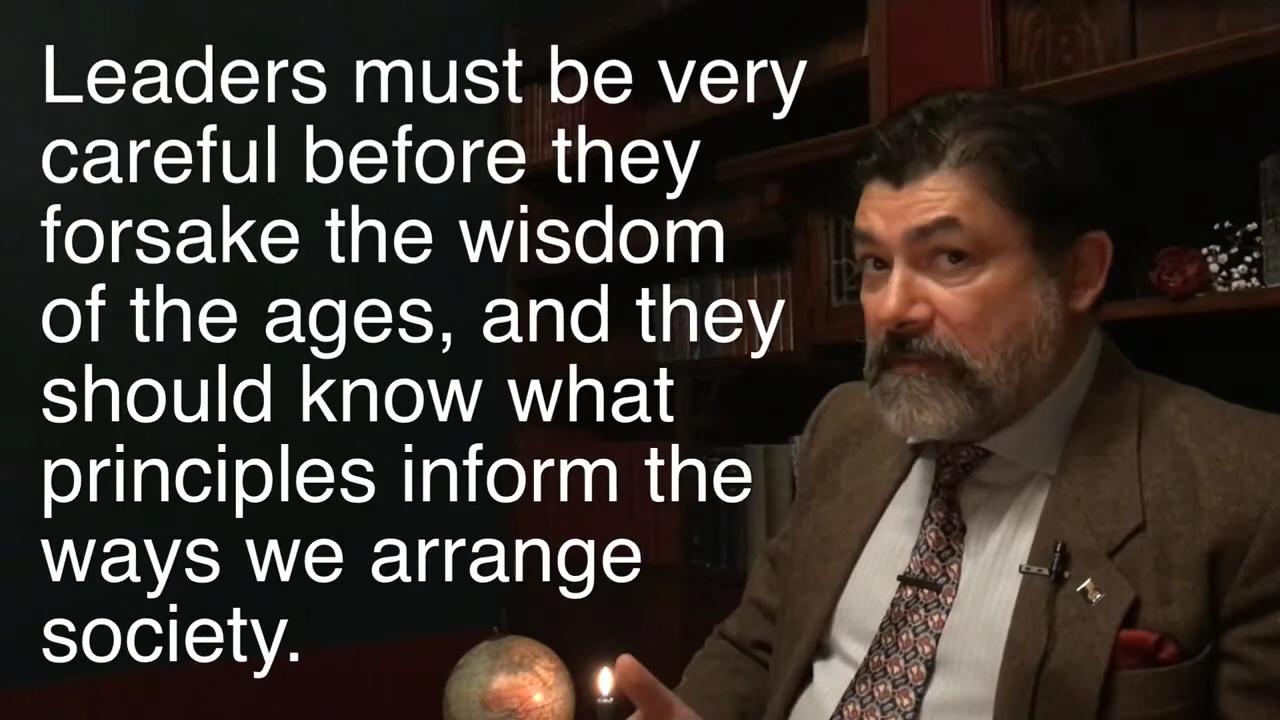 Leaders must be very
careful before they
forsake the wisdom
of the ages, and they
should know what
principles inform the
ways we arrange
society.